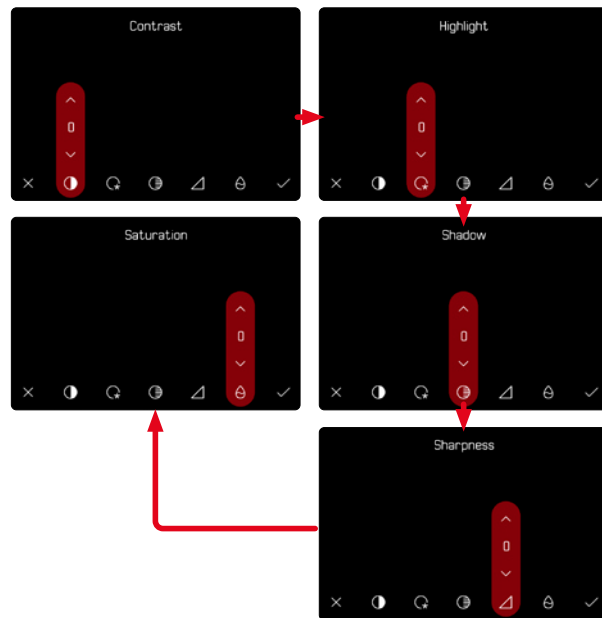 Contrast
0
Highlight
0
Shadow
0
Sharpness
0
Saturation
0